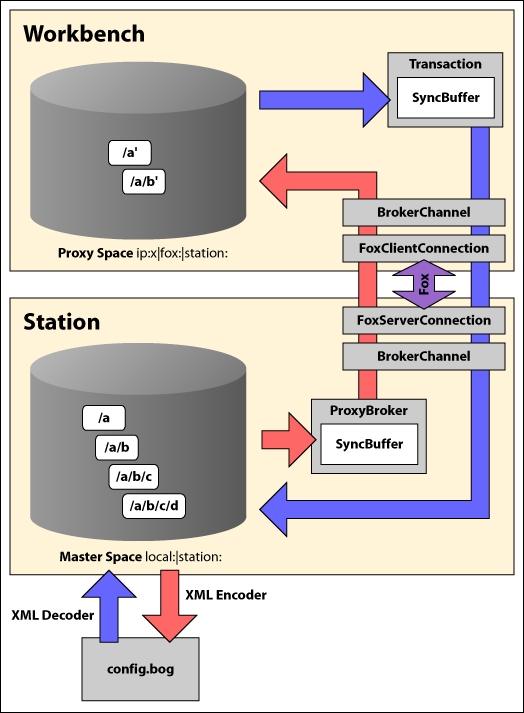 Workbench
Transaction
SyncBuffer
/a'
/a/b'
BrokerChannel
Proxy Space ip:x|fox:|station:
FoxClientConnection
Fox
Station
FoxServerConnection
BrokerChannel
ProxyBroker
SyncBuffer
/a
/a/b
/a/b/c
/a/b/c/d
Master Space local:|station:
XML Decoder
XML Encoder
config.bog